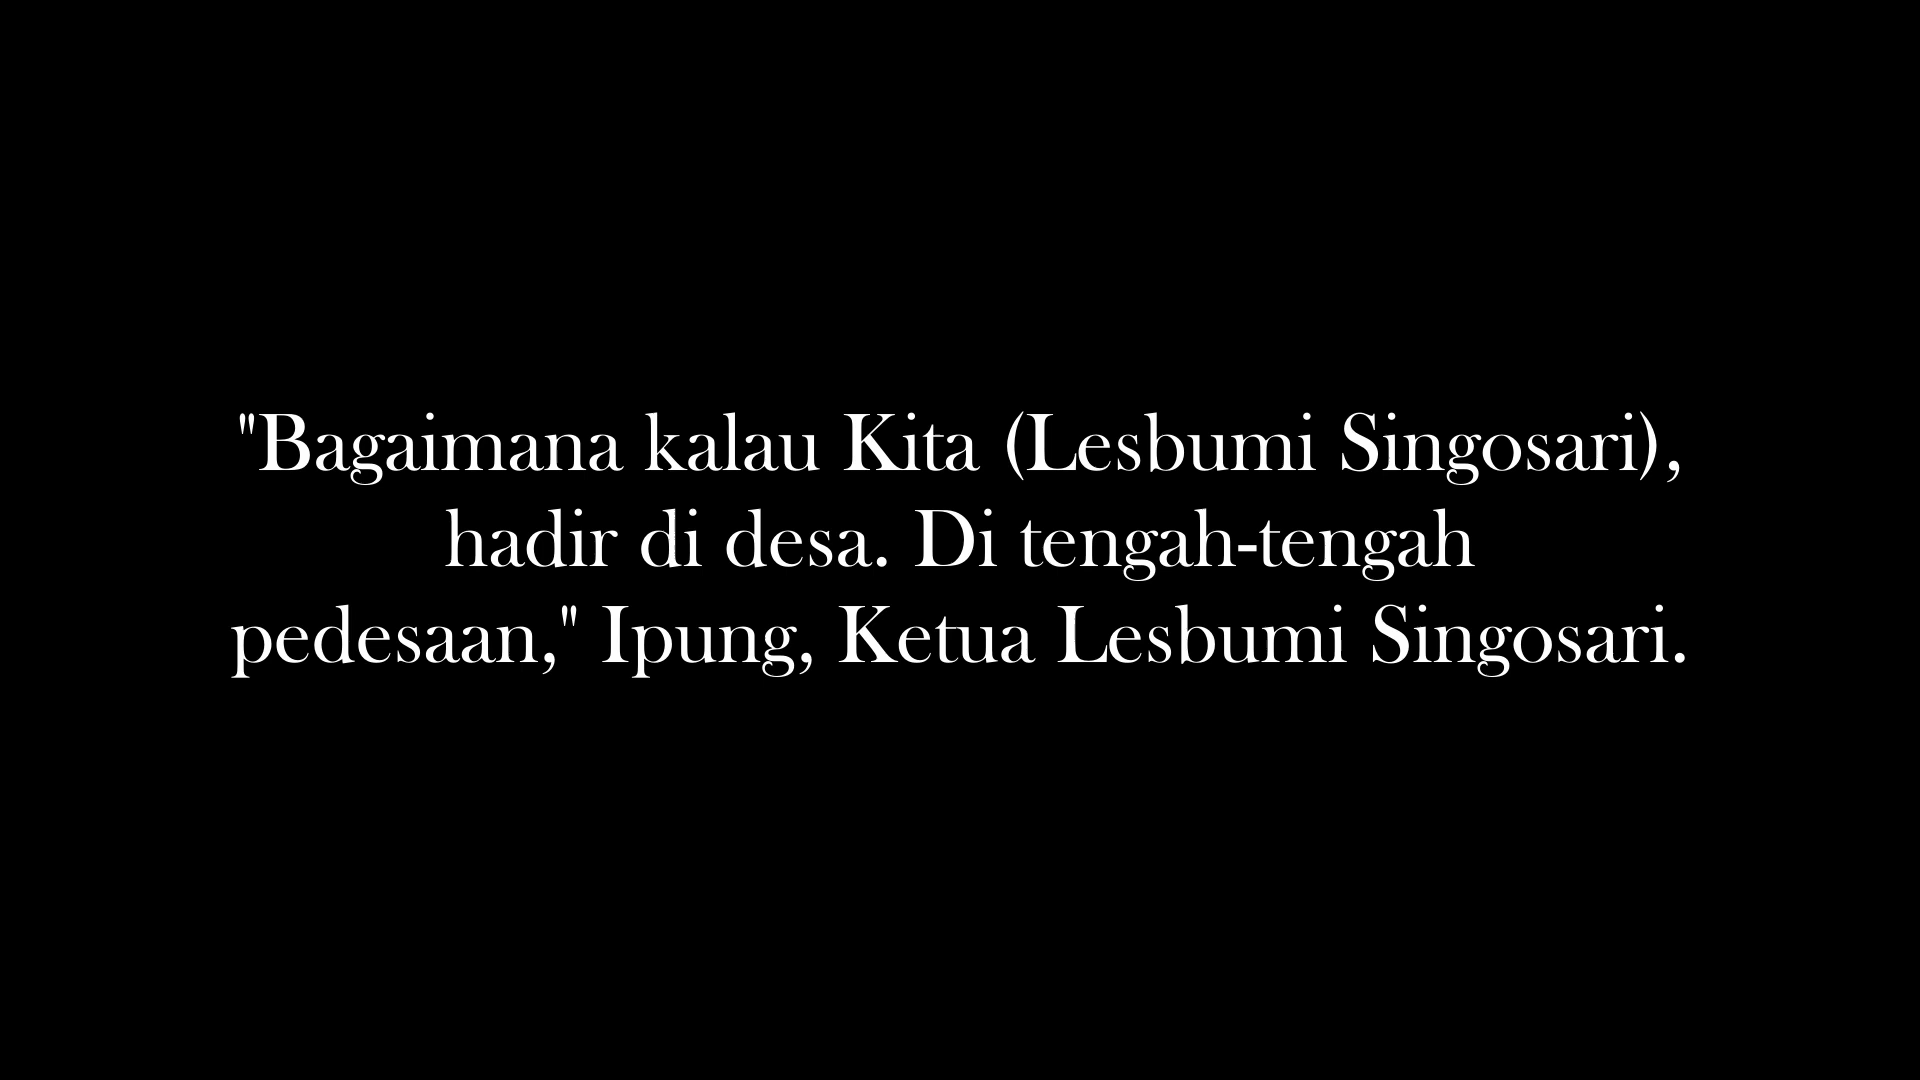 "Bagaimana kalau Kita (Lesbumi Singosari),
hadir di desa. Di tengah-tengah
pedesaan," Ipung, Ketua Lesbumi Singosari.